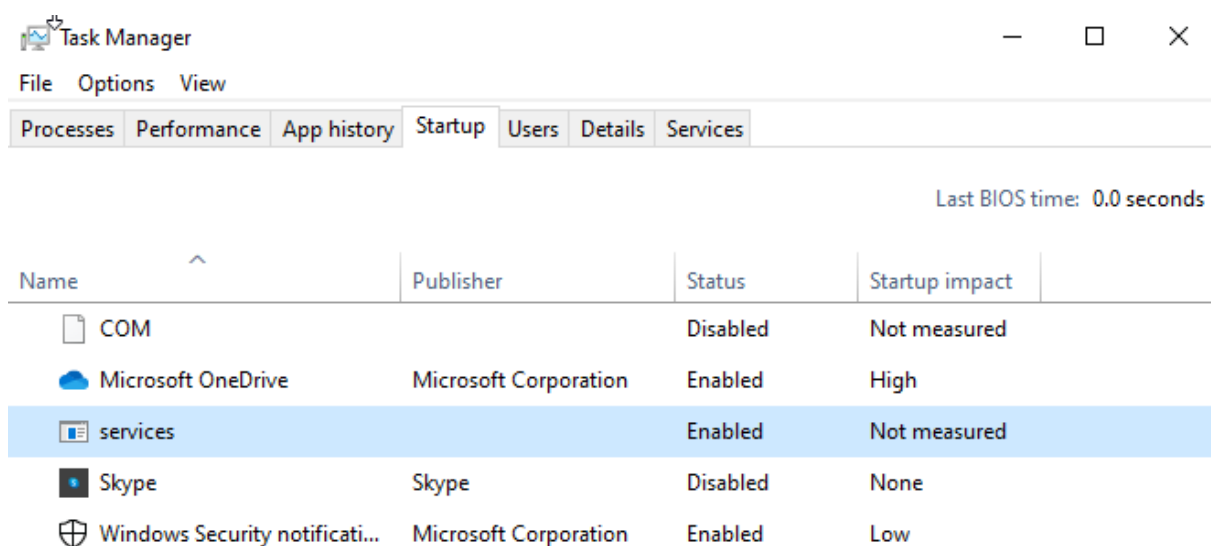 Task Manager
File Options View
Processes Performance App history Startup Users Details Services
Last BIOS time: 0.0 seconds
Name Publisher Status Startup impact
COM Disabled Not measured
Microsoft OneDrive Microsoft Corporation Enabled High
services Enabled Not measured
Skype Skype Disabled None
Windows Security notificati... Microsoft Corporation Enabled Low